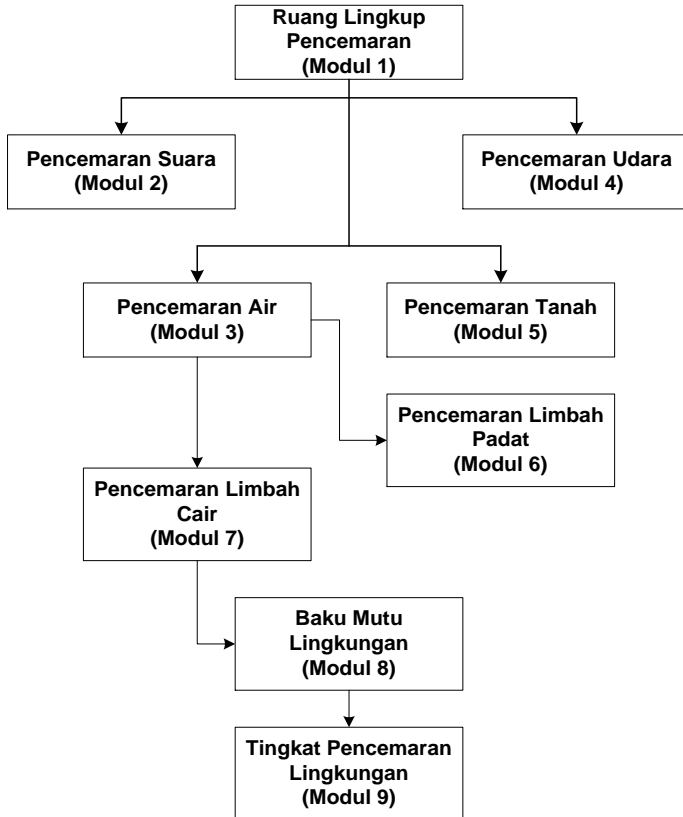 Ruang Lingkup
Pencemaran
(Modul 1)
Pencemaran Suara
(Modul 2)
Pencemaran Udara
(Modul 4)
Pencemaran Air
(Modul 3)
Pencemaran Tanah
(Modul 5)
Pencemaran Limbah
Padat
(Modul 6)
Pencemaran Limbah
Cair
(Modul 7)
Baku Mutu
Lingkungan
(Modul 8)
Tingkat Pencemaran
Lingkungan
(Modul 9)